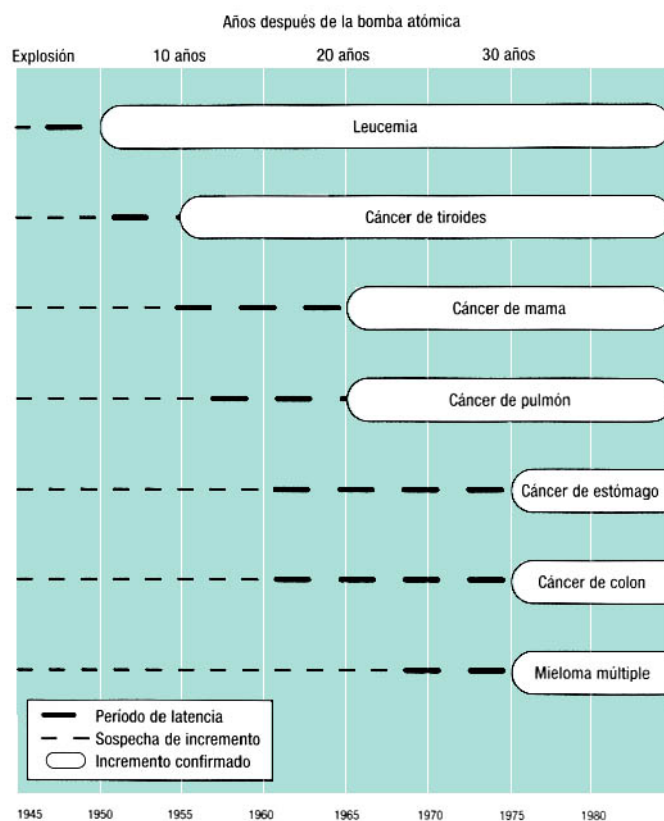 Años después de la bomba atómica
Explosión 10 años 20 años 30 años
Leucemia
Cáncer de tiroides
Cáncer de mama
Cáncer de pulmón
Cáncer de estómago
Cáncer de colon
Mieloma múltiple
Período de latencia
Sospecha de incremento
Incremento confirmado
1945 1950 1955 1960 1965 1970 1975 1980